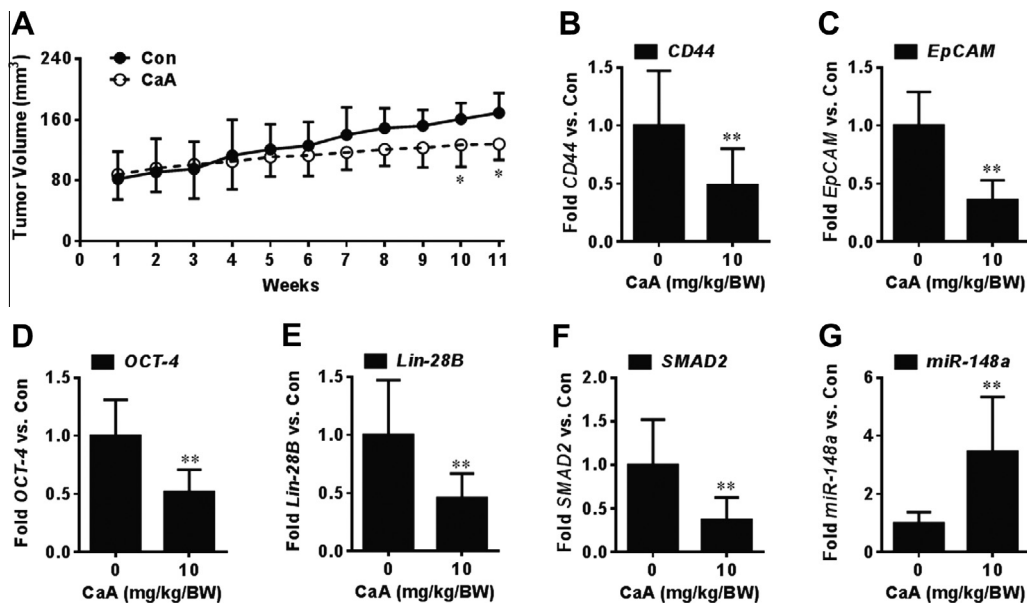 A
Tumor Volume (mm³)
240
160
80
0
Con
CaA
*
*
0 1 2 3 4 5 6 7 8 9 10 11
Weeks
B
CD44
Fold CD44 vs. Con
1.5
1.0
0.5
0.0
**
0 10
CaA (mg/kg/BW)
C
EpCAM
Fold EpCAM vs. Con
1.5
1.0
0.5
0.0
**
0 10
CaA (mg/kg/BW)
D
OCT-4
Fold OCT-4 vs. Con
1.5
1.0
0.5
0.0
**
0 10
CaA (mg/kg/BW)
E
Lin-28B
Fold Lin-28B vs. Con
1.5
1.0
0.5
0.0
**
0 10
CaA (mg/kg/BW)
F
SMAD2
Fold SMAD2 vs. Con
2.0
1.5
1.0
0.5
0.0
**
0 10
CaA (mg/kg/BW)
G
miR-148a
Fold miR-148a vs. Con
6
4
2
0
**
0 10
CaA (mg/kg/BW)